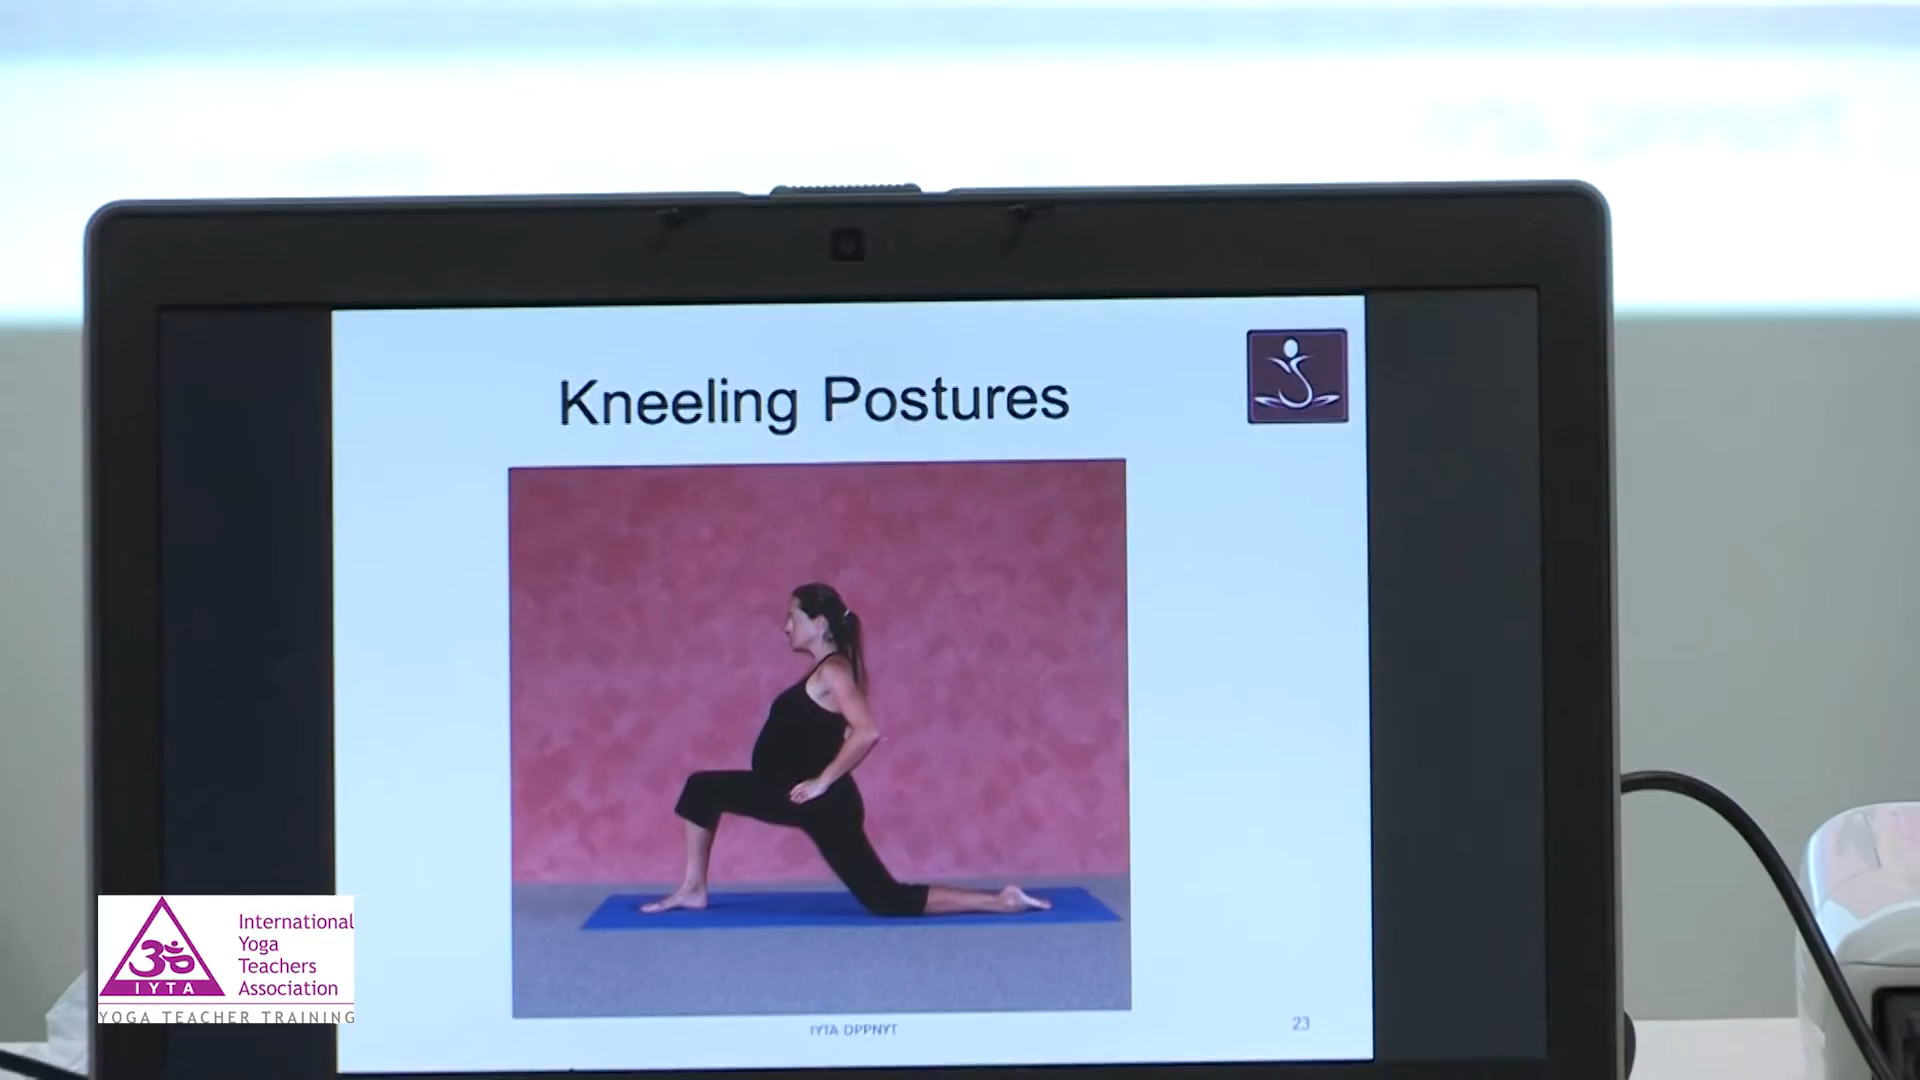 Kneeling Postures
IYTA DPPNYT
23
International
Yoga
Teachers
Association
IYTA
YOGA TEACHER TRAINING